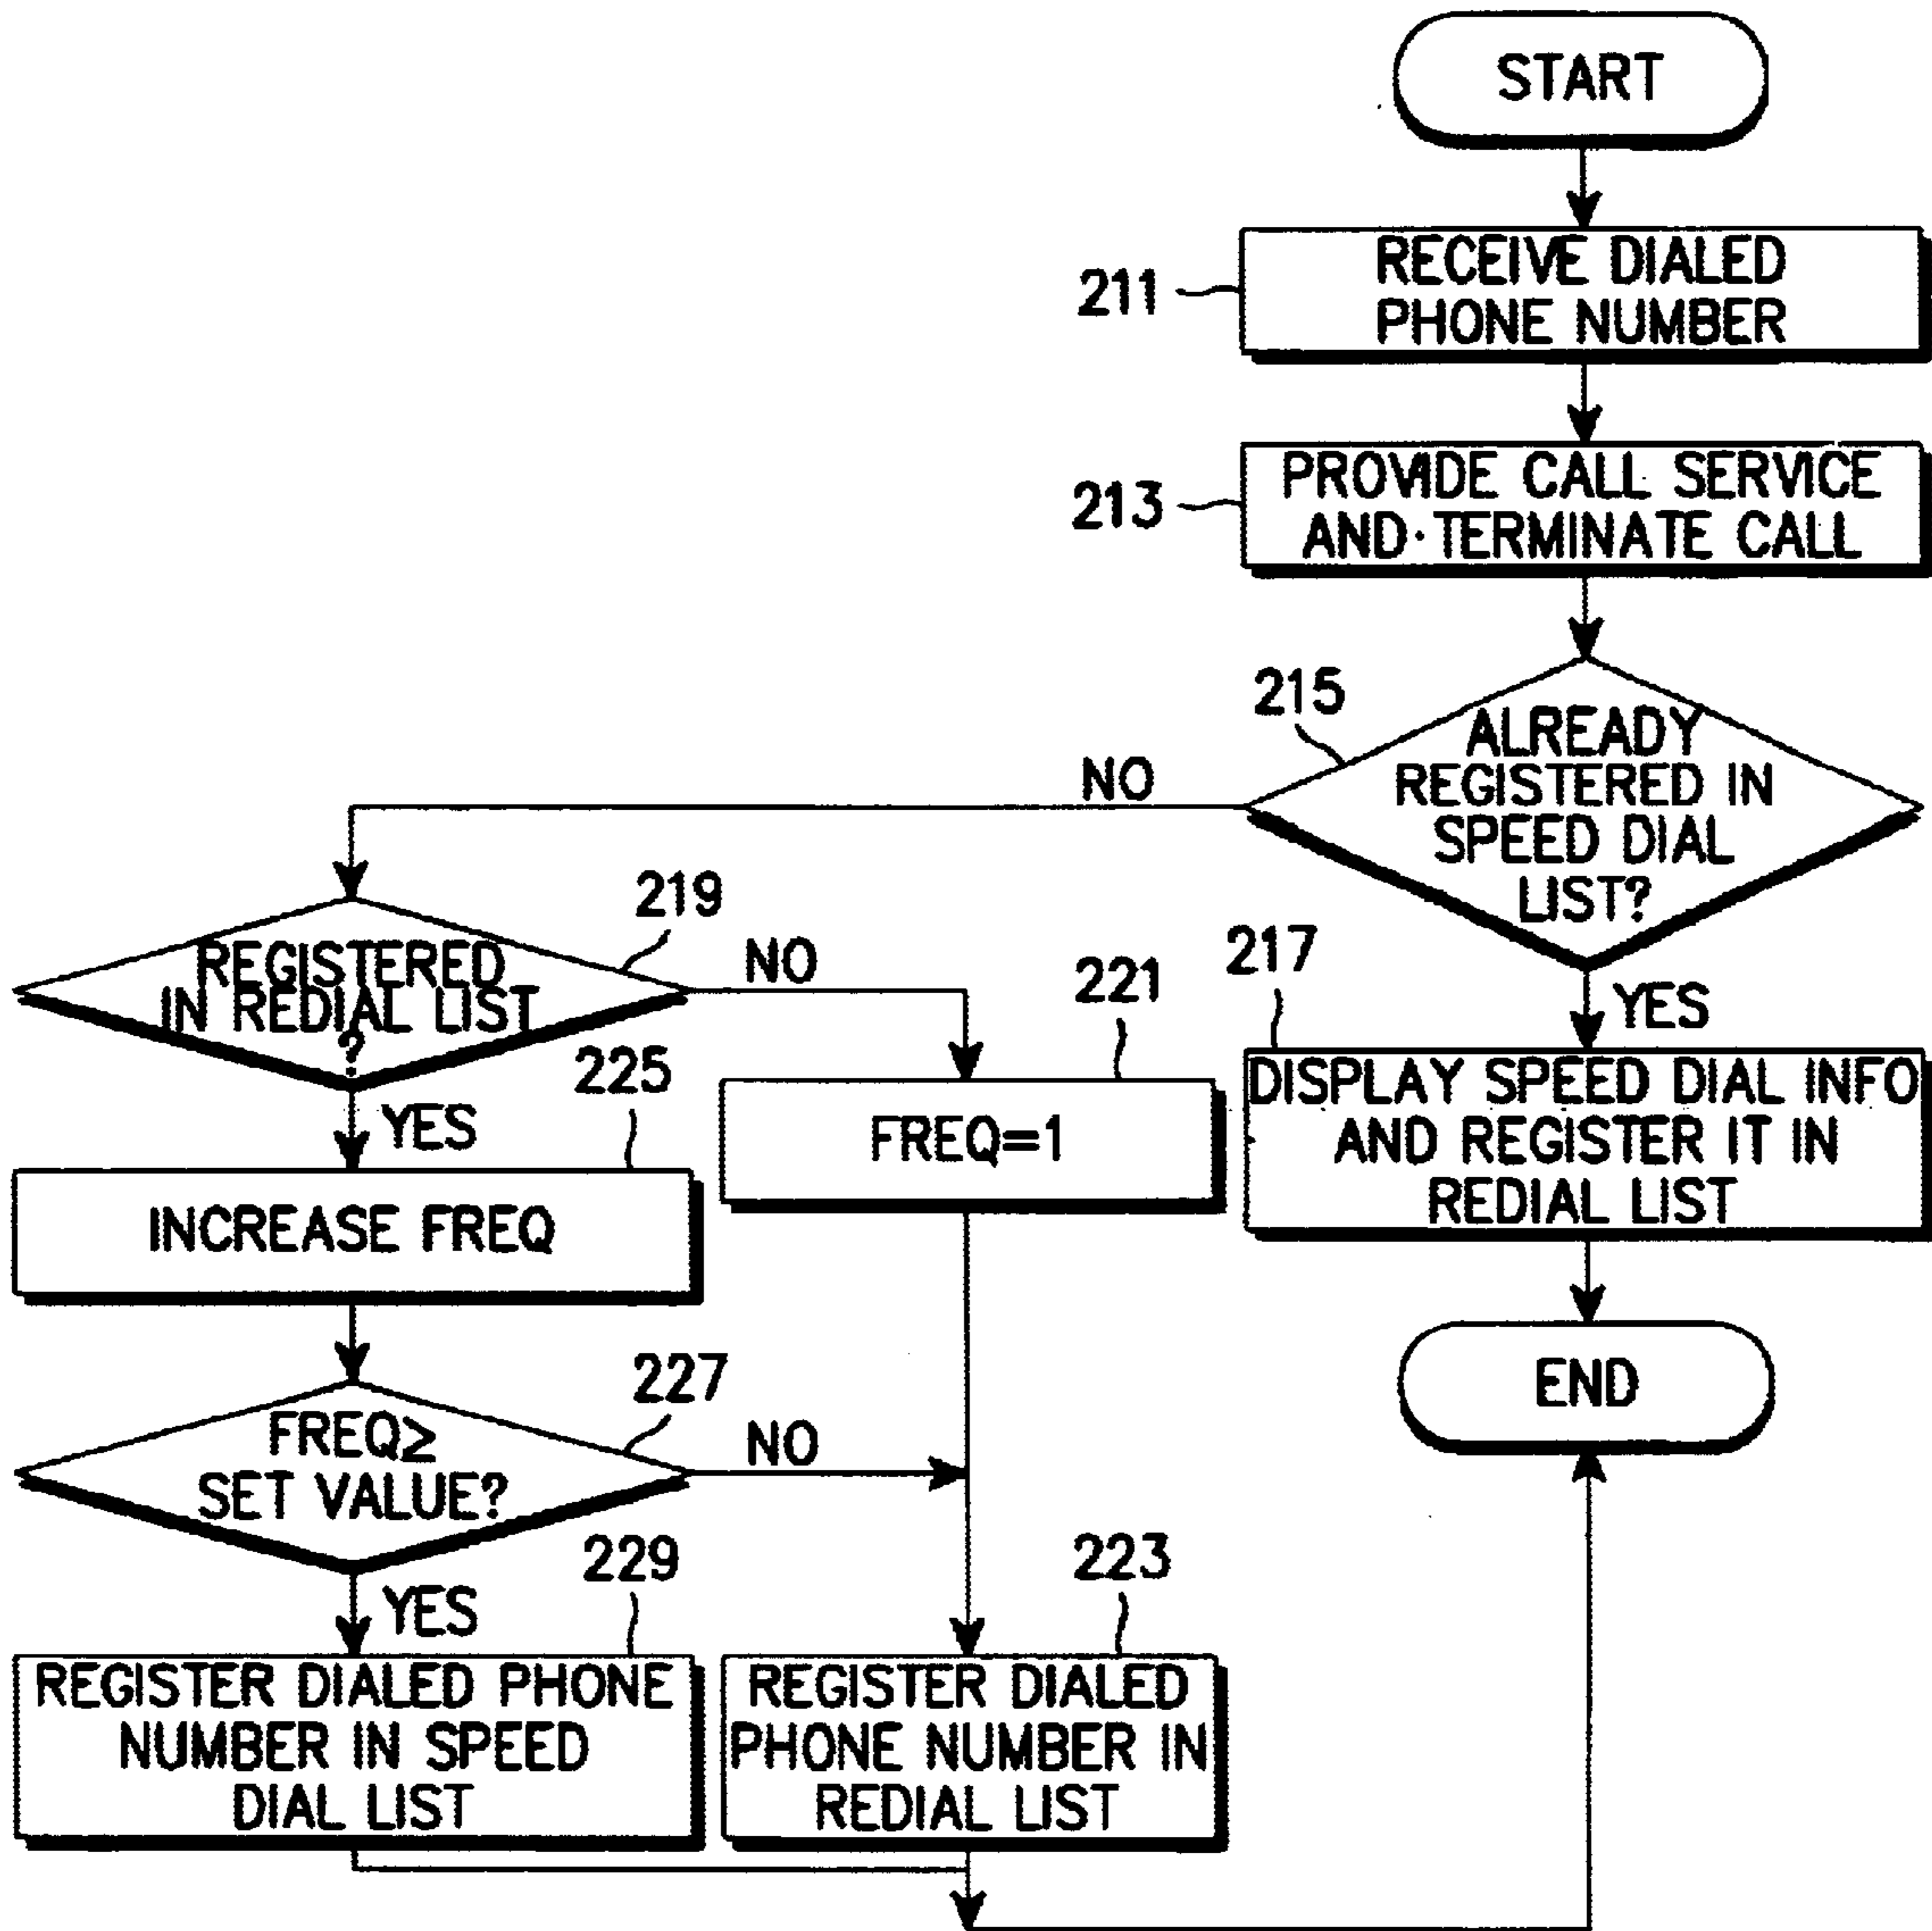 START
211
RECEIVE DIALED
PHONE NUMBER
213
PROVIDE CALL SERVICE
AND TERMINATE CALL
215
ALREADY
REGISTERED IN
SPEED DIAL
LIST?
NO
YES
217
DISPLAY SPEED DIAL INFO
AND REGISTER IT IN
REDIAL LIST
END
219
REGISTERED
IN REDIAL LIST
?
NO
YES
221
FREQ=1
225
INCREASE FREQ
227
FREQ≥
SET VALUE?
NO
YES
229
REGISTER DIALED PHONE
NUMBER IN SPEED
DIAL LIST
223
REGISTER DIALED
PHONE NUMBER IN
REDIAL LIST